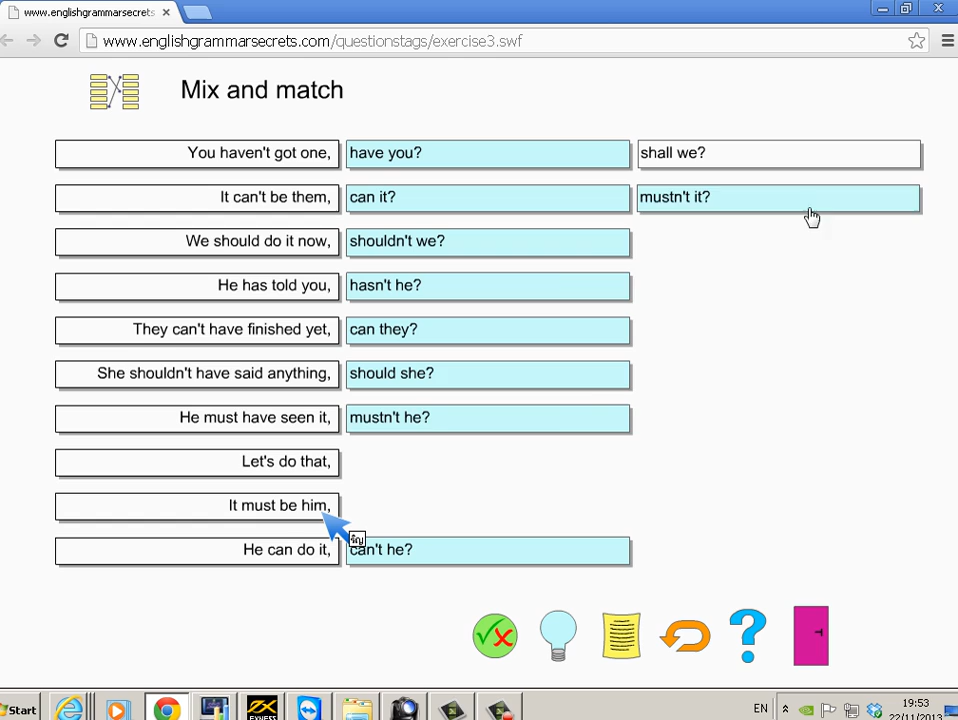 www.englishgrammarsecrets.
www.englishgrammarsecrets.com/questionstags/exercise3.swf
Mix and match
You haven't got one, have you? shall we?
It can't be them, can it? mustn't it?
We should do it now, shouldn't we?
He has told you, hasn't he?
They can't have finished yet, can they?
She shouldn't have said anything, should she?
He must have seen it, mustn't he?
Let's do that,
It must be him,
He can do it, can't he?
Start
EXNESS
EN
19:53
22/11/2013